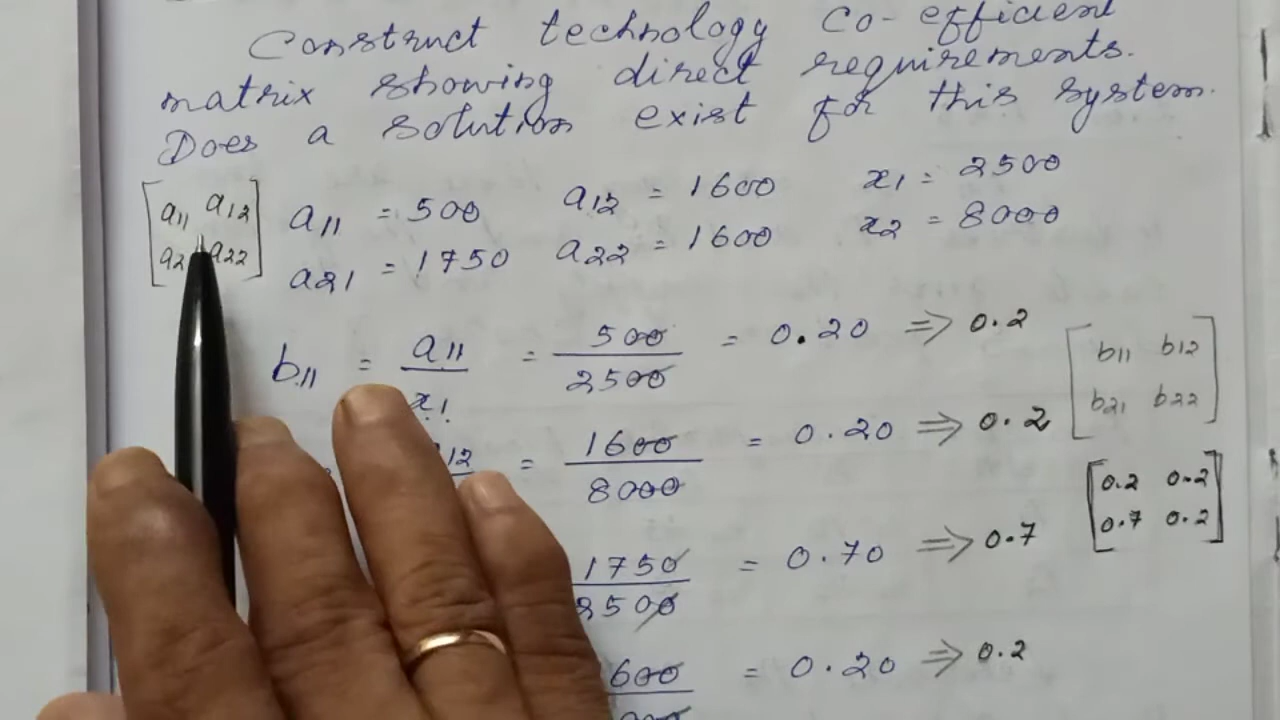 Construct technology co-efficient
matrix showing direct requirements.
Does a solution exist for this system.
[a11 a12] a11 = 500 a12 = 1600 x1 = 2500
[a2 a22] a21 = 1750 a22 = 1600 x2 = 8000
b11 = a11/x1 = 500/2500 = 0.20 ⇒ 0.2 [b11 b12]
[b21 b22]
12 = 1600/8000 = 0.20 ⇒ 0.2
[0.2 0.2]
[0.7 0.2]
1750/2500 = 0.70 ⇒ 0.7
600 = 0.20 ⇒ 0.2